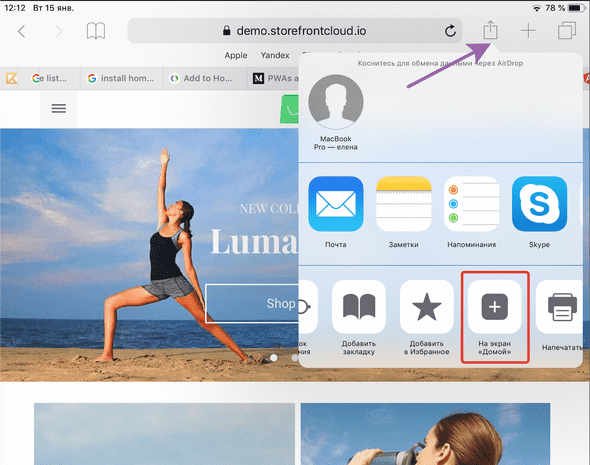 12:12 Вт 15 янв.
78 %
demo.storefrontcloud.io
Apple Yandex
Ge list...
install hom...
Add to Ho...
PWAs a
Коснитесь для обмена данными через AirDrop
MacBook
Pro — елена
NEW COLL
Luma
Shop
Почта
Заметки
Напоминания
Skype
Добавить
закладку
Добавить
в Избранное
На экран
«Домой»
Напечатать